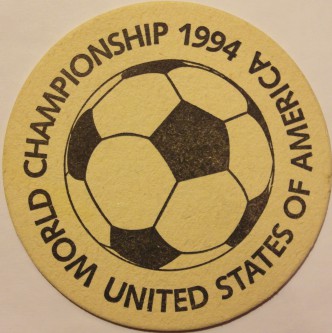 WORLD CHAMPIONSHIP 1994
UNITED STATES OF AMERICA